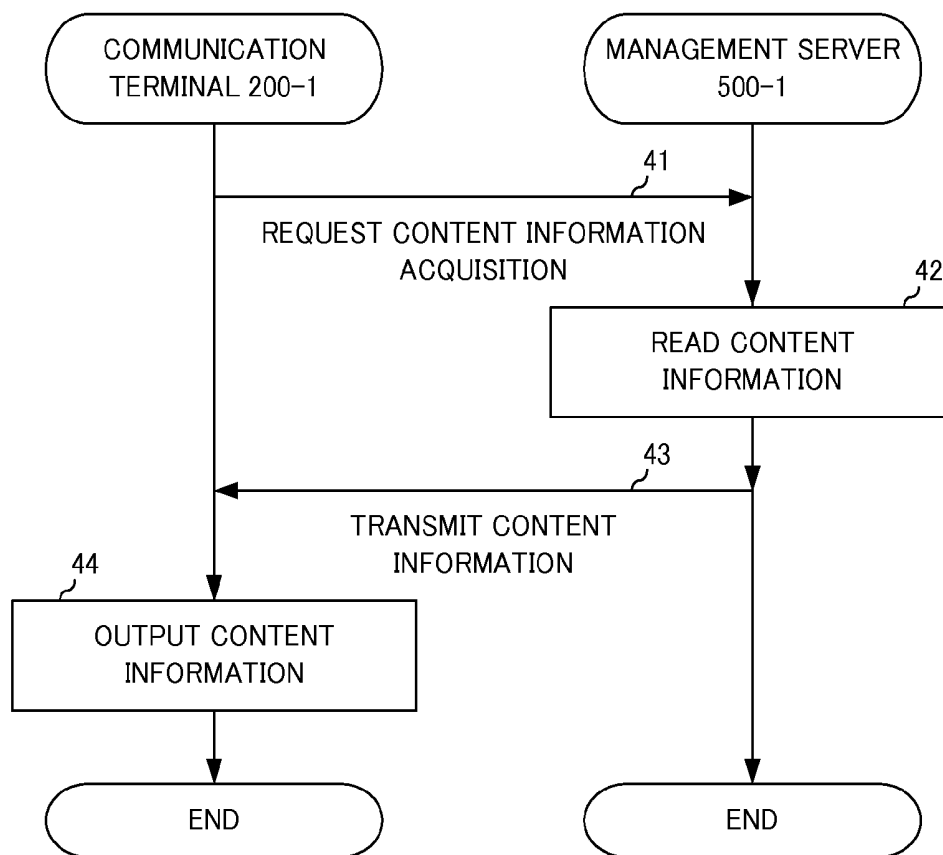 COMMUNICATION
TERMINAL 200-1
MANAGEMENT SERVER
500-1
41
REQUEST CONTENT INFORMATION
ACQUISITION
42
READ CONTENT
INFORMATION
43
TRANSMIT CONTENT
INFORMATION
44
OUTPUT CONTENT
INFORMATION
END
END